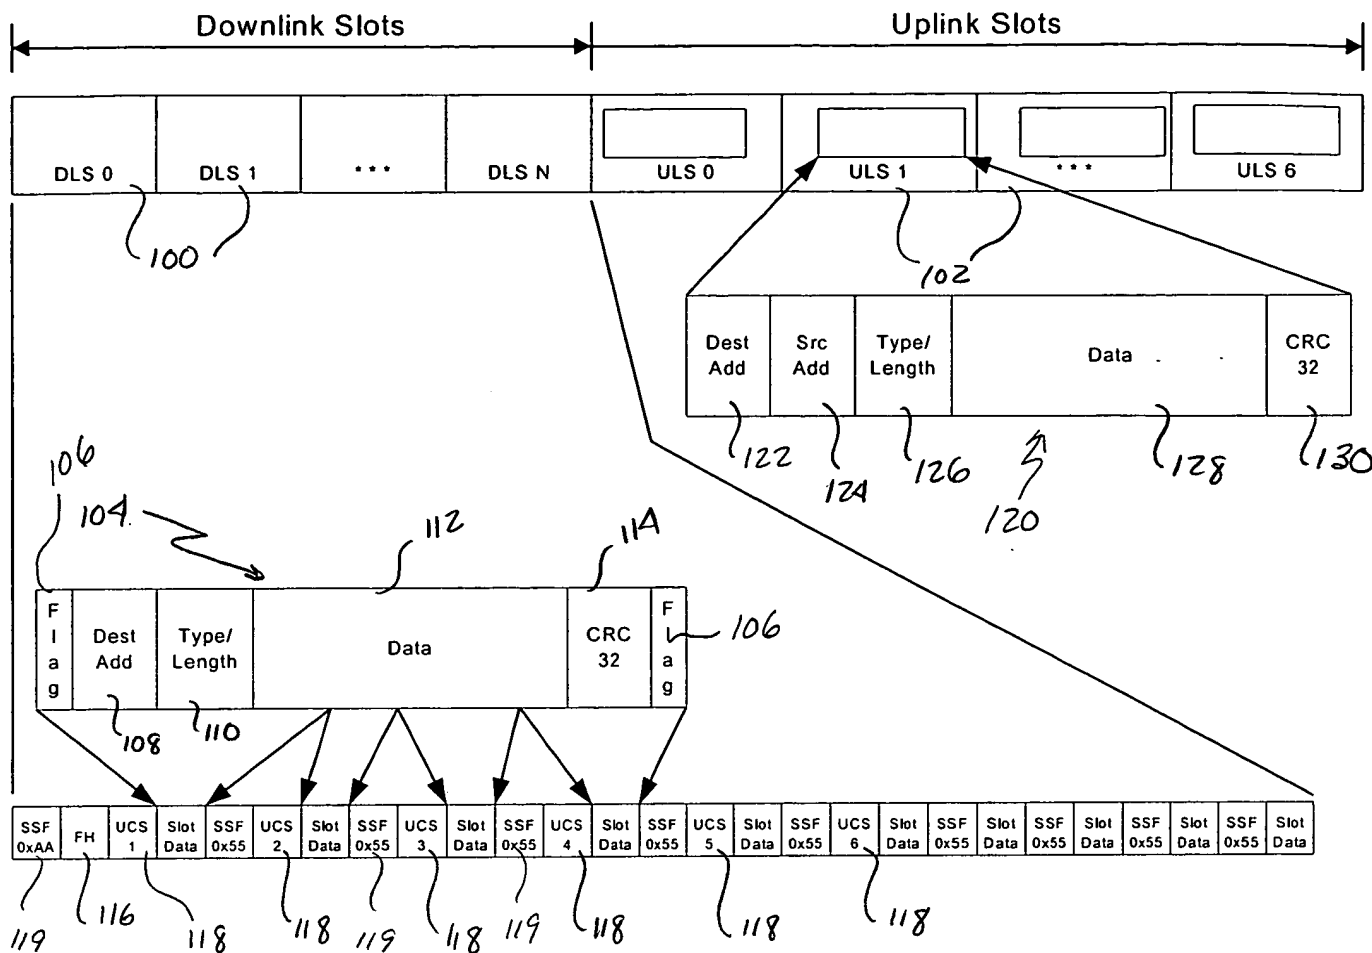 Downlink Slots
Uplink Slots
DLS 0
DLS 1
***
DLS N
ULS 0
ULS 1
***
ULS 6
100
102
Dest
Add
Src
Add
Type/
Length
Data
CRC
32
122
124
126
120
128
130
106
104
112
114
Flag
Dest
Add
Type/
Length
Data
CRC
32
Flag
106
108
110
SSF
0xAA
FH
UCS
1
Slot
Data
SSF
0x55
UCS
2
Slot
Data
SSF
0x55
UCS
3
Slot
Data
SSF
0x55
UCS
4
Slot
Data
SSF
0x55
UCS
5
Slot
Data
SSF
0x55
UCS
6
Slot
Data
SSF
0x55
Slot
Data
SSF
0x55
Slot
Data
SSF
0x55
Slot
Data
SSF
0x55
Slot
Data
119
116
118
118
119
118
119
118
118
118